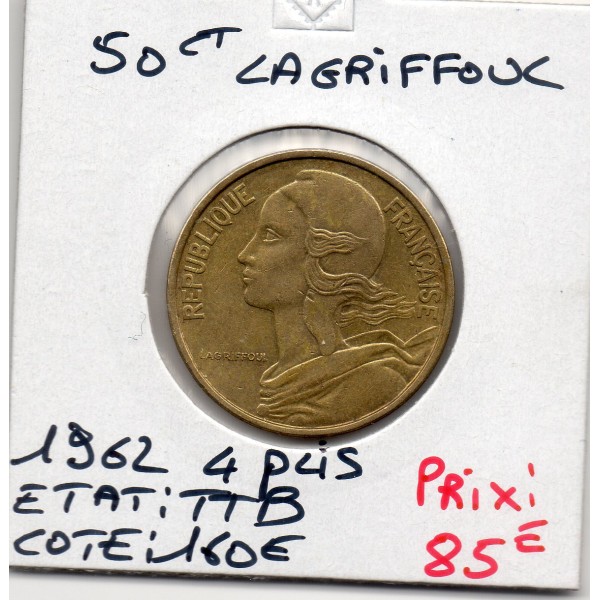 50 CT LAGRIFFOUL
REPUBLIQUE FRANÇAISE
LAGRIFFOUL
1962 4 plis
ETAT: TTB
COTE: 160€
PRIX:
85€